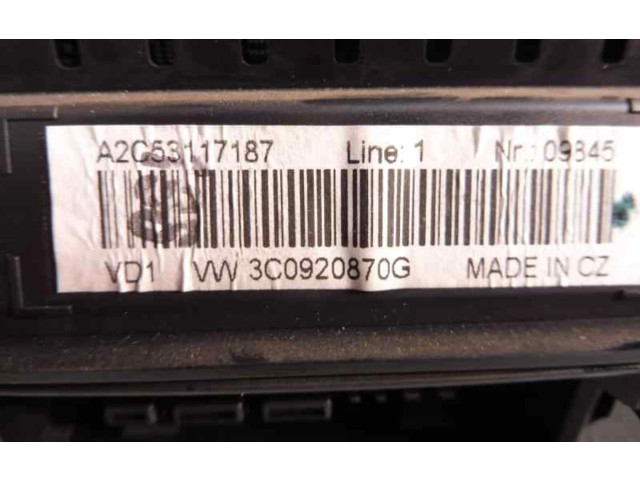 A2C53117187 Line: 1 Nr.: 09845
VD1 VW 3C0920870G MADE IN CZ